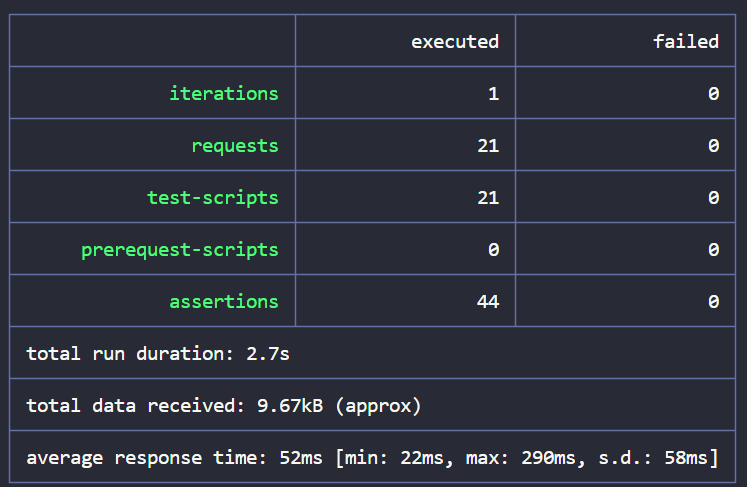 executed failed
iterations 1 0
requests 21 0
test-scripts 21 0
prerequest-scripts 0 0
assertions 44 0
total run duration: 2.7s
total data received: 9.67kB (approx)
average response time: 52ms [min: 22ms, max: 290ms, s.d.: 58ms]